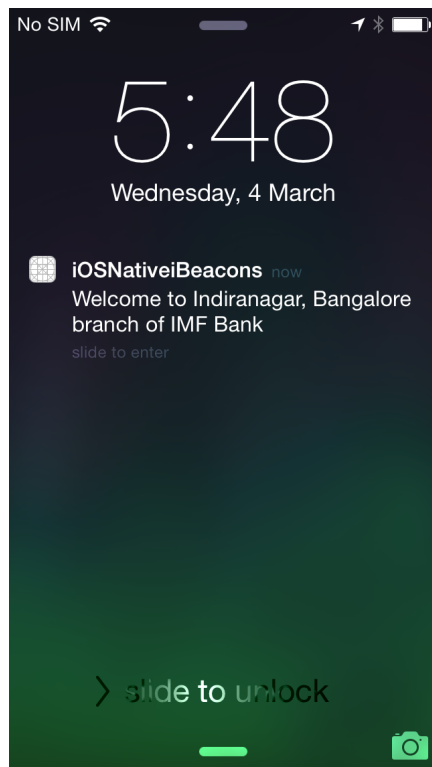 No SIM
5:48
Wednesday, 4 March
iOSNativeiBeacons now
Welcome to Indiranagar, Bangalore
branch of IMF Bank
slide to enter
slide to unlock